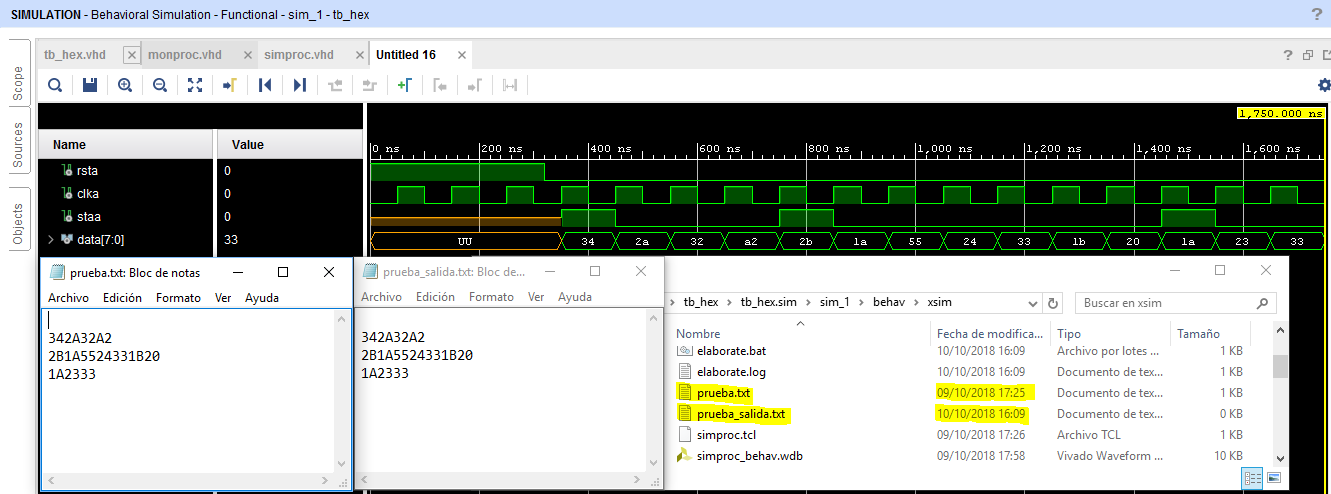 SIMULATION - Behavioral Simulation - Functional - sim_1 - tb_hex ?
Scope
Sources
Objects
tb_hex.vhd × monproc.vhd × simproc.vhd × Untitled 16 × ?
1,750.000 ns
Name Value
0 ns 200 ns 400 ns 600 ns 800 ns 1,000 ns 1,200 ns 1,400 ns 1,600 ns
rsta 0
clka 0
staa 0
data[7:0] 33 UU 34 2a 32 a2 2b 1a 55 24 33 1b 20 1a 23 33
prueba.txt: Bloc de notas
Archivo Edición Formato Ver Ayuda
342A32A2
2B1A5524331B20
1A2333
prueba_salida.txt: Bloc de...
Archivo Edición Formato Ver Ayuda
342A32A2
2B1A5524331B20
1A2333
tb_hex > tb_hex.sim > sim_1 > behav > xsim Buscar en xsim
Nombre Fecha de modifica... Tipo Tamaño
elaborate.bat 10/10/2018 16:09 Archivo por lotes ... 1 KB
elaborate.log 10/10/2018 16:09 Documento de tex... 1 KB
prueba.txt 09/10/2018 17:25 Documento de tex... 1 KB
prueba_salida.txt 10/10/2018 16:09 Documento de tex... 0 KB
simproc.tcl 09/10/2018 17:26 Archivo TCL 1 KB
simproc_behav.wdb 09/10/2018 17:58 Vivado Waveform ... 10 KB